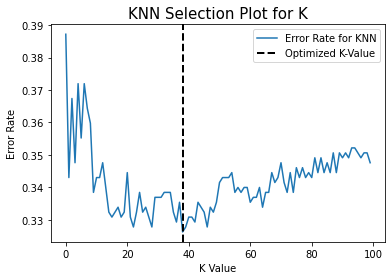 KNN Selection Plot for K
Error Rate for KNN
Optimized K-Value
Error Rate
0.39
0.38
0.37
0.36
0.35
0.34
0.33
0 20 40 60 80 100
K Value